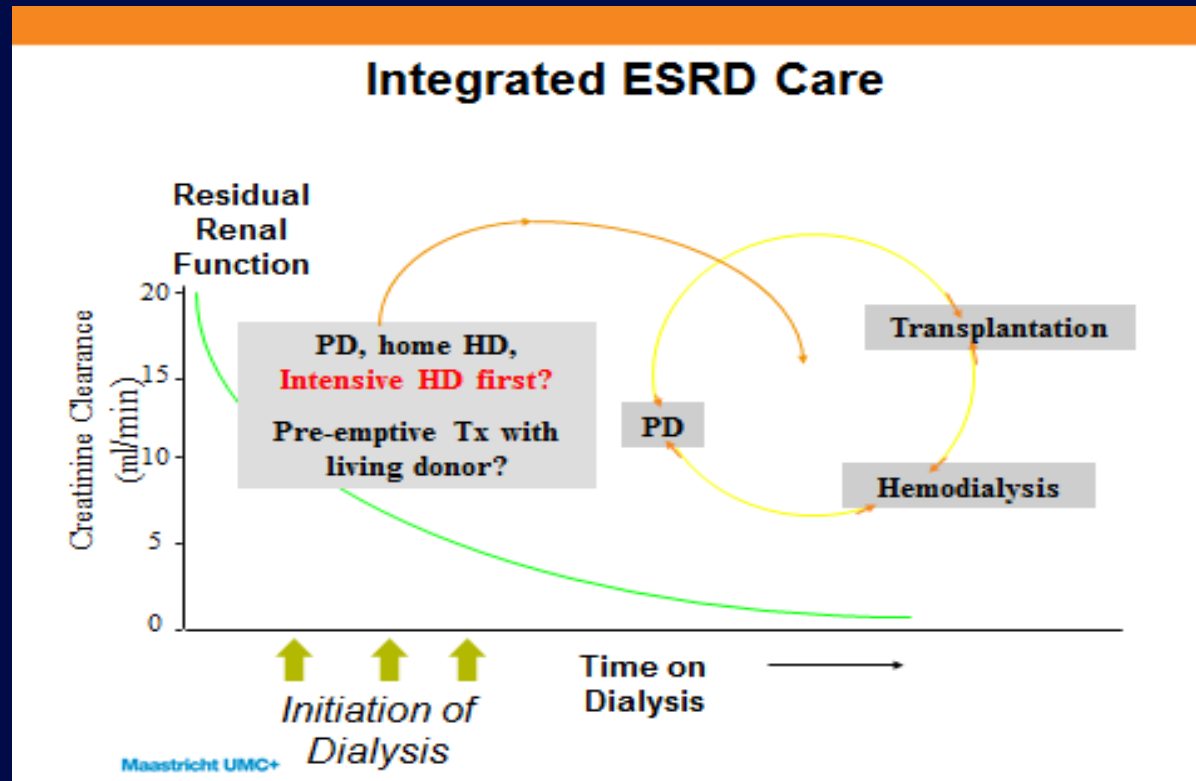 Integrated ESRD Care
Residual
Renal
Function
Creatinine Clearance
(ml/min)
20
15
10
5
0
PD, home HD,
Intensive HD first?
Pre-emptive Tx with
living donor?
Transplantation
PD
Hemodialysis
Initiation of
Dialysis
Time on
Dialysis
Maastricht UMC+